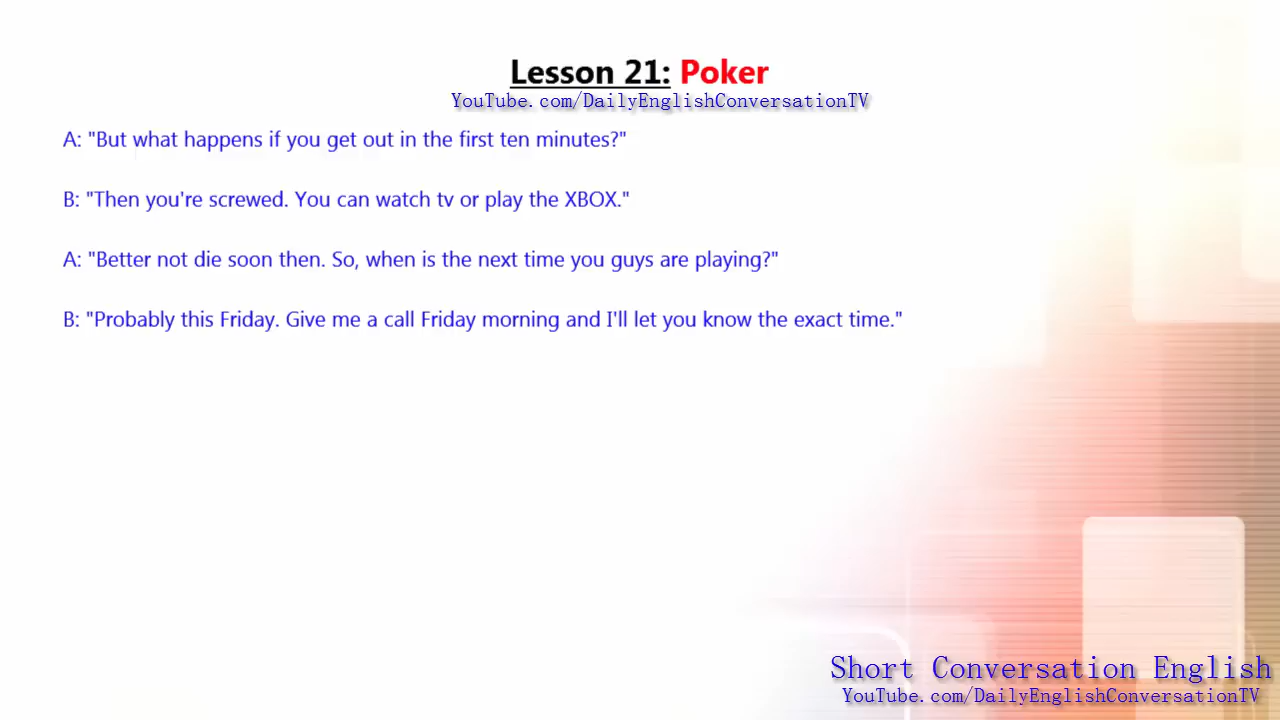 Lesson 21: Poker
YouTube.com/DailyEnglishConversationTV
A: "But what happens if you get out in the first ten minutes?"
B: "Then you're screwed. You can watch tv or play the XBOX."
A: "Better not die soon then. So, when is the next time you guys are playing?"
B: "Probably this Friday. Give me a call Friday morning and I'll let you know the exact time."
Short Conversation English
YouTube.com/DailyEnglishConversationTV